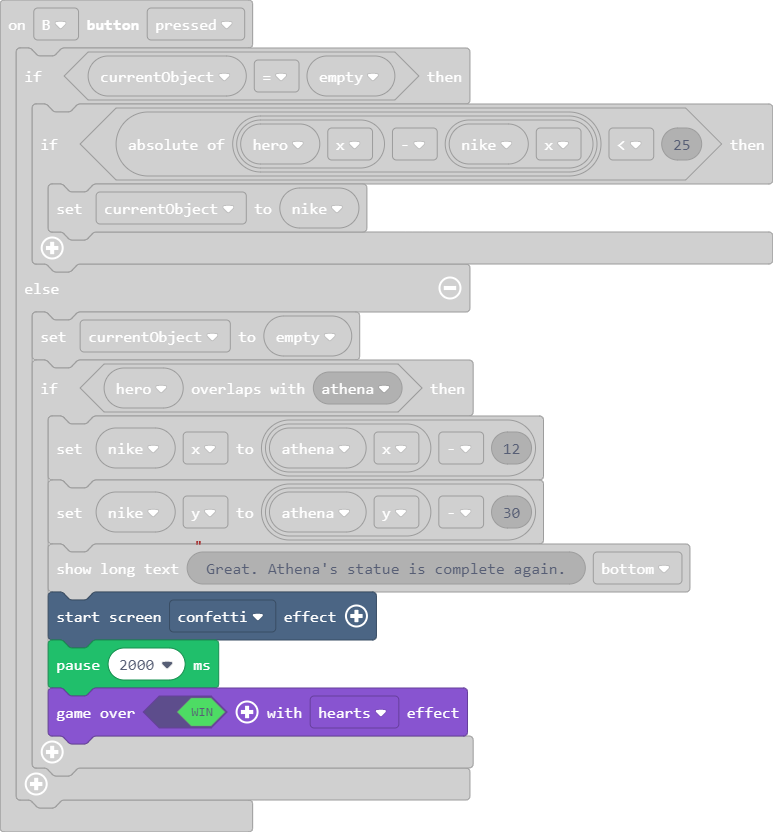 on B button pressed
if currentObject = empty then
if absolute of hero x - nike x < 25 then
set currentObject to nike
else
set currentObject to empty
if hero overlaps with athena then
set nike x to athena x - 12
set nike y to athena y - 30
show long text " Great. Athena's statue is complete again. bottom
start screen confetti effect
pause 2000 ms
game over WIN with hearts effect